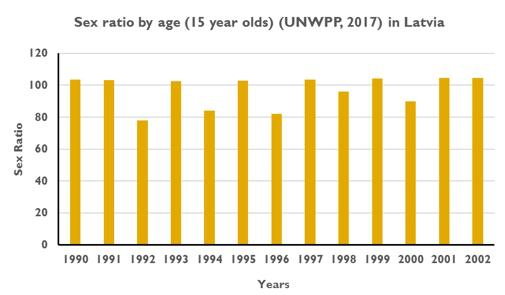 Sex ratio by age (15 year olds) (UNWPP, 2017) in Latvia
120
100
80
60
40
20
0
Sex Ratio
1990 1991 1992 1993 1994 1995 1996 1997 1998 1999 2000 2001 2002
Years